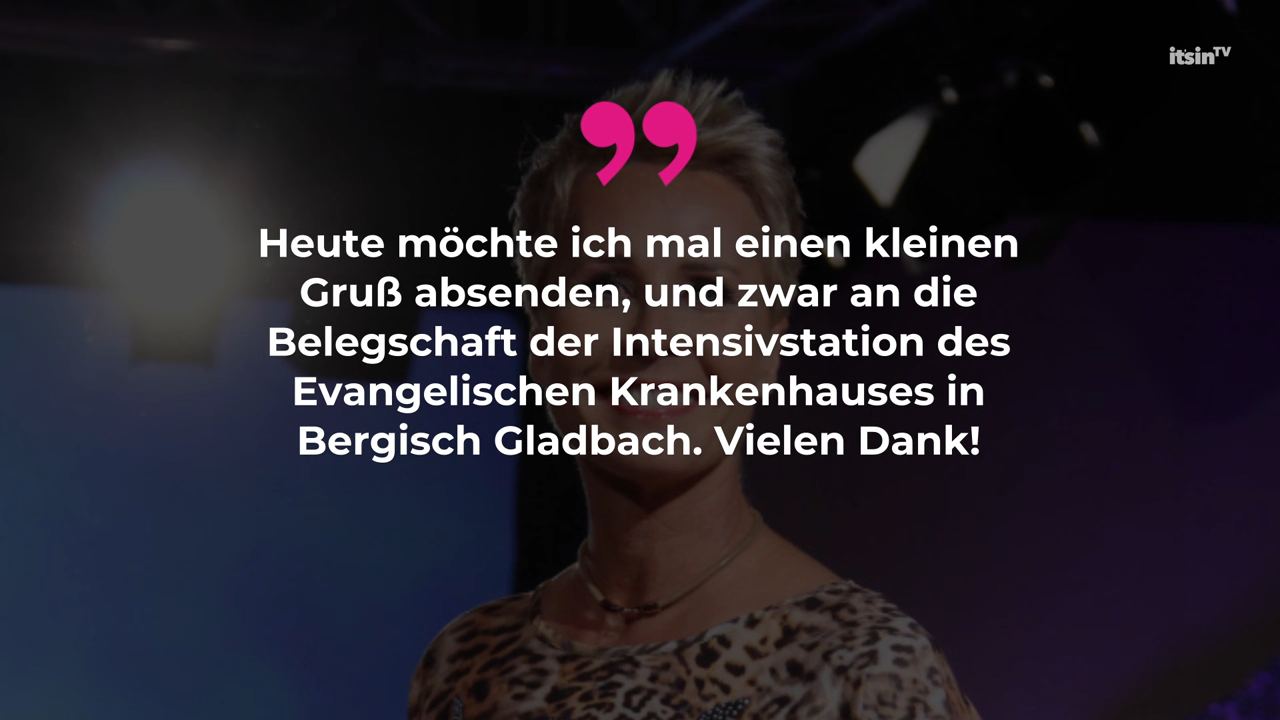 itsinTV
Heute möchte ich mal einen kleinen
Gruß absenden, und zwar an die
Belegschaft der Intensivstation des
Evangelischen Krankenhauses in
Bergisch Gladbach. Vielen Dank!